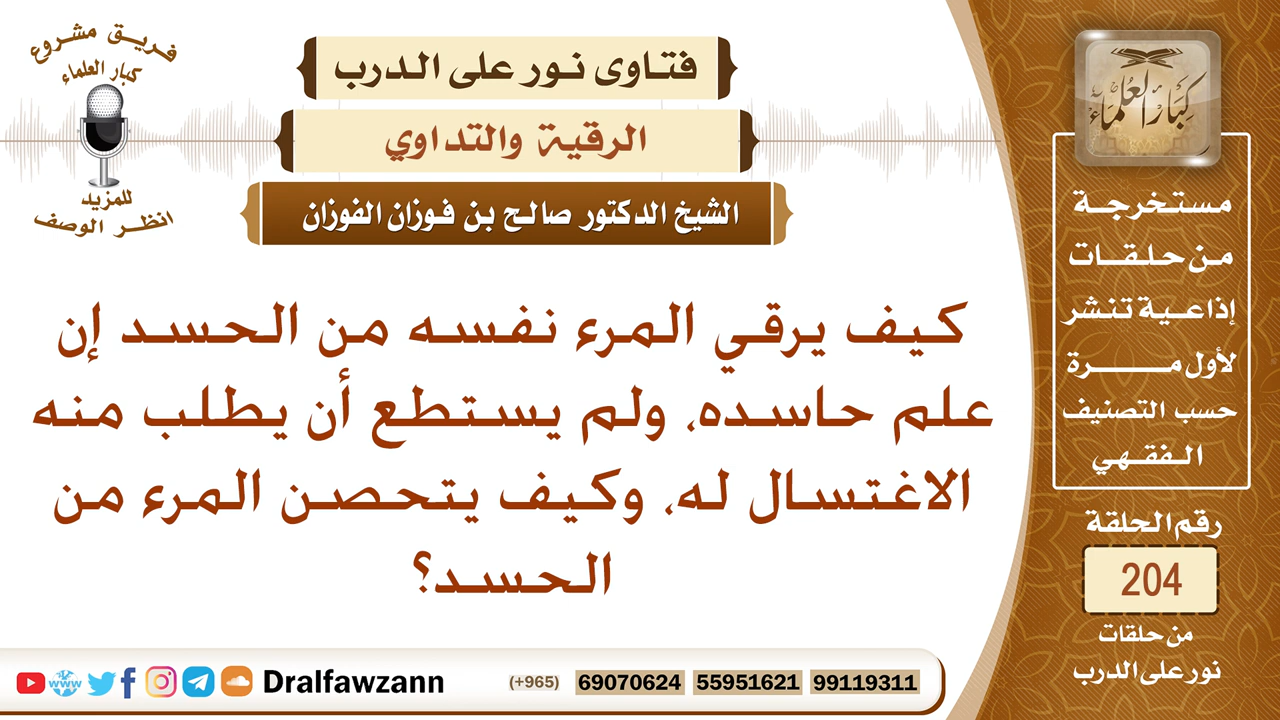 فريق مشروع
كبار العلماء
للمزيد
انظر الوصف
فتاوى نور على الدرب
الرقية والتداوي
الشيخ الدكتور صالح بن فوزان الفوزان
كيف يرقي المرء نفسه من الحسد إن
علم حاسده، ولم يستطع أن يطلب منه
الاغتسال له، وكيف يتحصن المرء من
الحسد؟
كبار العلماء
مستخرجة
من حلقات
إذاعية تنشر
لأول مرة
حسب التصنيف
الفقهي
رقم الحلقة
204
من حلقات
نور على الدرب
www
Dralfawzann
(+965) 69070624 55951621 99119311